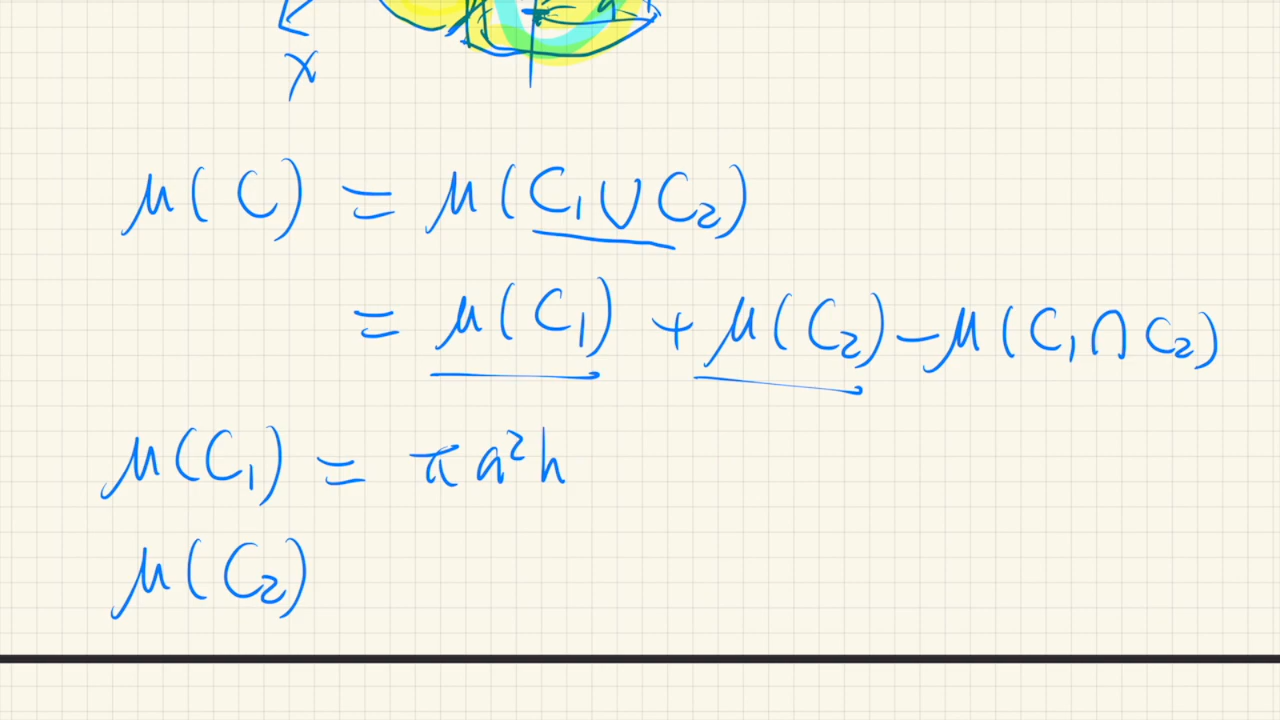 x
μ(C) = μ(C₁∪C₂)
= μ(C₁) + μ(C₂) − μ(C₁∩C₂)
μ(C₁) = πa²h
μ(C₂)